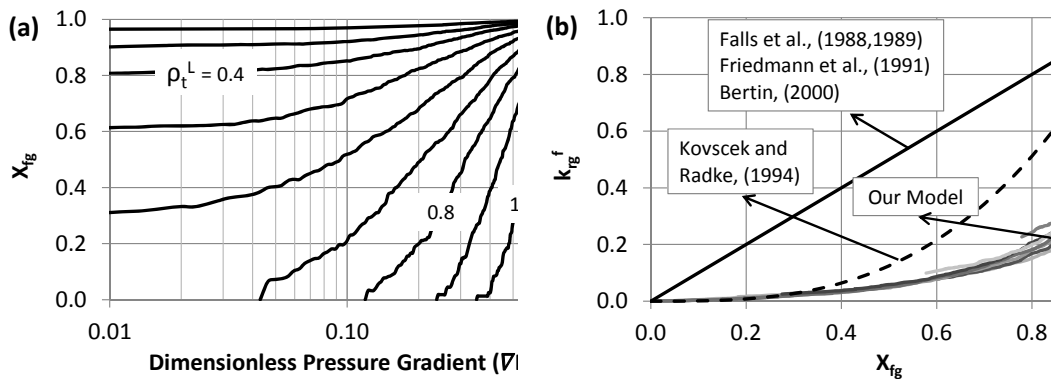 (a)
1.0
0.8
0.6
0.4
0.2
0.0
X_fg
ρ_t^L = 0.4
0.8
1
0.01
0.10
Dimensionless Pressure Gradient (∇
(b)
1.0
0.8
0.6
0.4
0.2
0.0
k_rg^f
Falls et al., (1988,1989)
Friedmann et al., (1991)
Bertin, (2000)
Kovscek and
Radke, (1994)
Our Model
0.0
0.2
0.4
0.6
0.8
X_fg